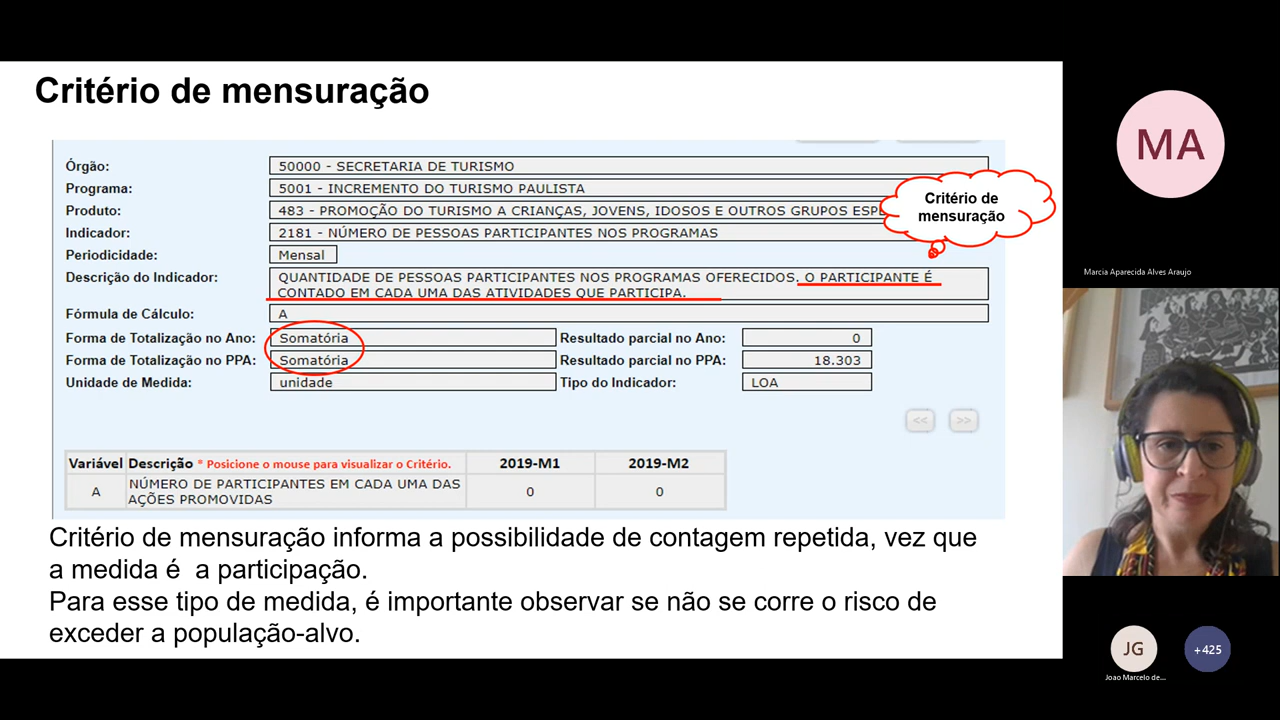 Critério de mensuração
Órgão: 50000 - SECRETARIA DE TURISMO
Programa: 5001 - INCREMENTO DO TURISMO PAULISTA
Produto: 483 - PROMOÇÃO DO TURISMO A CRIANÇAS, JOVENS, IDOSOS E OUTROS GRUPOS
Critério de
mensuração
Indicador: 2181 - NÚMERO DE PESSOAS PARTICIPANTES NOS PROGRAMAS
Periodicidade: Mensal
Descrição do Indicador: QUANTIDADE DE PESSOAS PARTICIPANTES NOS PROGRAMAS OFERECIDOS. O PARTICIPANTE É
CONTADO EM CADA UMA DAS ATIVIDADES QUE PARTICIPA.
Fórmula de Cálculo: A
Forma de Totalização no Ano: Somatória Resultado parcial no Ano: 0
Forma de Totalização no PPA: Somatória Resultado parcial no PPA: 18.303
Unidade de Medida: unidade Tipo do Indicador: LOA
<< >>
Variável Descrição * Posicione o mouse para visualizar o Critério. 2019-M1 2019-M2
A NÚMERO DE PARTICIPANTES EM CADA UMA DAS AÇÕES PROMOVIDAS 0 0
Critério de mensuração informa a possibilidade de contagem repetida, vez que
a medida é a participação.
Para esse tipo de medida, é importante observar se não se corre o risco de
exceder a população-alvo.
MA
Marcia Aparecida Alves Araujo
JG
+425
Joao Marcelo de...